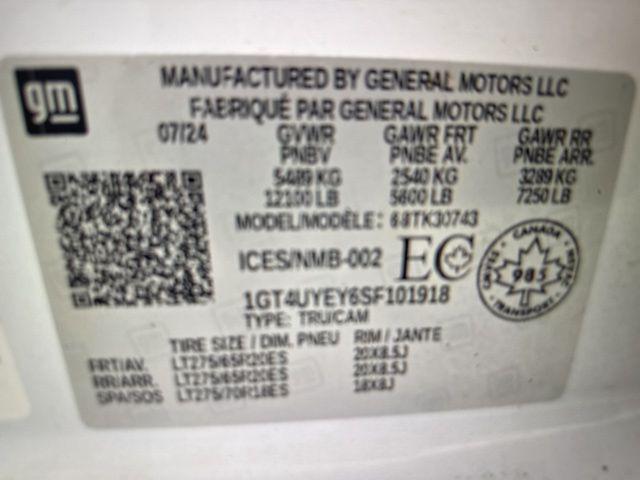 gm
MANUFACTURED BY GENERAL MOTORS LLC
FABRIQUÉ PAR GENERAL MOTORS LLC
07/24 GVWR GAWR FRT GAWR RR
PNBV PNBE AV. PNBE ARR.
5489 KG 2540 KG 3289 KG
12100 LB 5600 LB 7250 LB
MODEL/MODÈLE: TK30743
ICES/NMB-002 EC
CANADA
985
TRANSPORT
1GT4UYEY6SF101918
TYPE: TRU/CAM
TIRE SIZE / DIM. PNEU RIM / JANTE
FRT/AV. LT275/65R20ES 20X8.5J
RR/ARR. LT275/65R20ES 20X8.5J
SPA/SOS LT275/70R18ES 18X8J